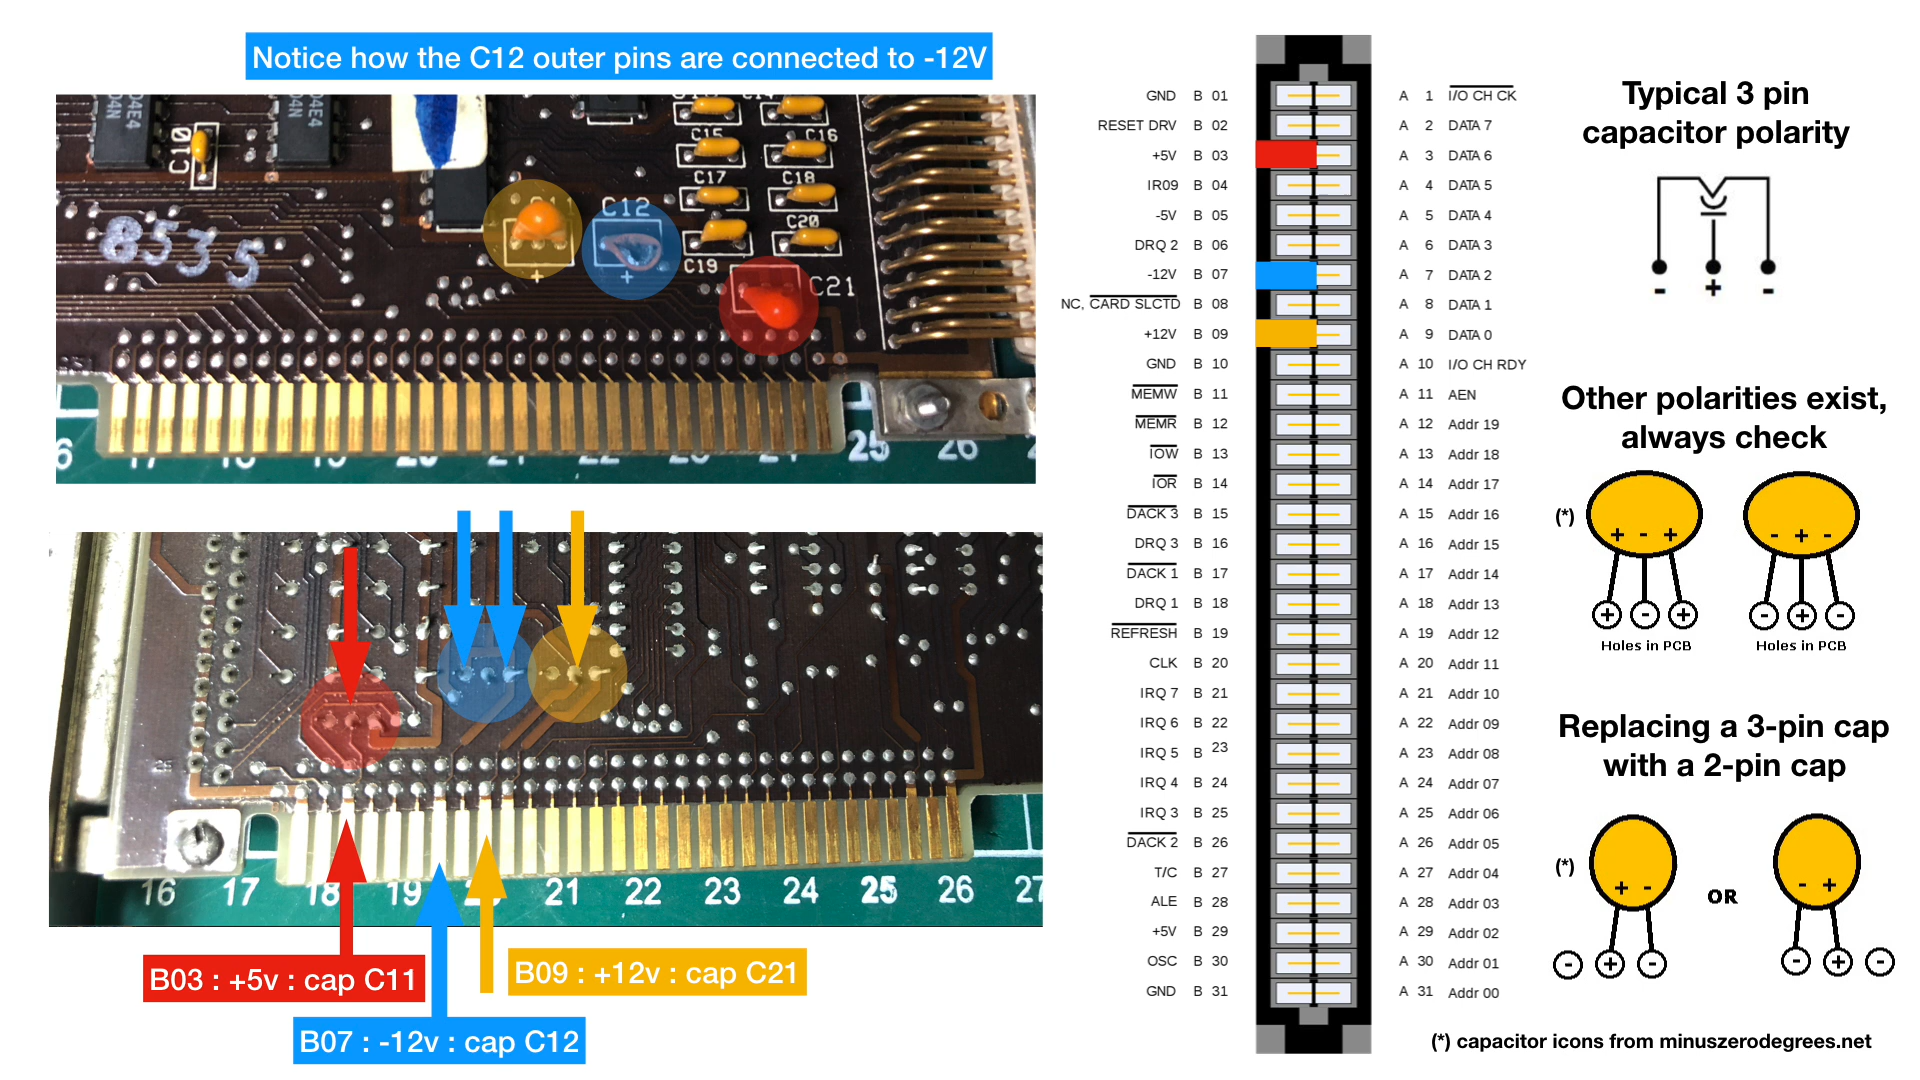 Notice how the C12 outer pins are connected to -12V
C10
C15
C16
C17
C18
C12
C19
C20
C21
+
+
8535
25
26
16
17
18
19
21
22
23
24
25
26
27
B03 : +5v : cap C11
B09 : +12v : cap C21
B07 : -12v : cap C12
GND B 01 A 1 I/O CH CK
RESET DRV B 02 A 2 DATA 7
+5V B 03 A 3 DATA 6
IR09 B 04 A 4 DATA 5
-5V B 05 A 5 DATA 4
DRQ 2 B 06 A 6 DATA 3
-12V B 07 A 7 DATA 2
NC, CARD SLCTD B 08 A 8 DATA 1
+12V B 09 A 9 DATA 0
GND B 10 A 10 I/O CH RDY
MEMW B 11 A 11 AEN
MEMR B 12 A 12 Addr 19
IOW B 13 A 13 Addr 18
IOR B 14 A 14 Addr 17
DACK 3 B 15 A 15 Addr 16
DRQ 3 B 16 A 16 Addr 15
DACK 1 B 17 A 17 Addr 14
DRQ 1 B 18 A 18 Addr 13
REFRESH B 19 A 19 Addr 12
CLK B 20 A 20 Addr 11
IRQ 7 B 21 A 21 Addr 10
IRQ 6 B 22 A 22 Addr 09
IRQ 5 B 23 A 23 Addr 08
IRQ 4 B 24 A 24 Addr 07
IRQ 3 B 25 A 25 Addr 06
DACK 2 B 26 A 26 Addr 05
T/C B 27 A 27 Addr 04
ALE B 28 A 28 Addr 03
+5V B 29 A 29 Addr 02
OSC B 30 A 30 Addr 01
GND B 31 A 31 Addr 00
Typical 3 pin
capacitor polarity
- + -
Other polarities exist,
always check
(*) + - + - + -
+ - + - + -
Holes in PCB Holes in PCB
Replacing a 3-pin cap
with a 2-pin cap
(*) + - OR - +
- + - - + -
(*) capacitor icons from minuszerodegrees.net